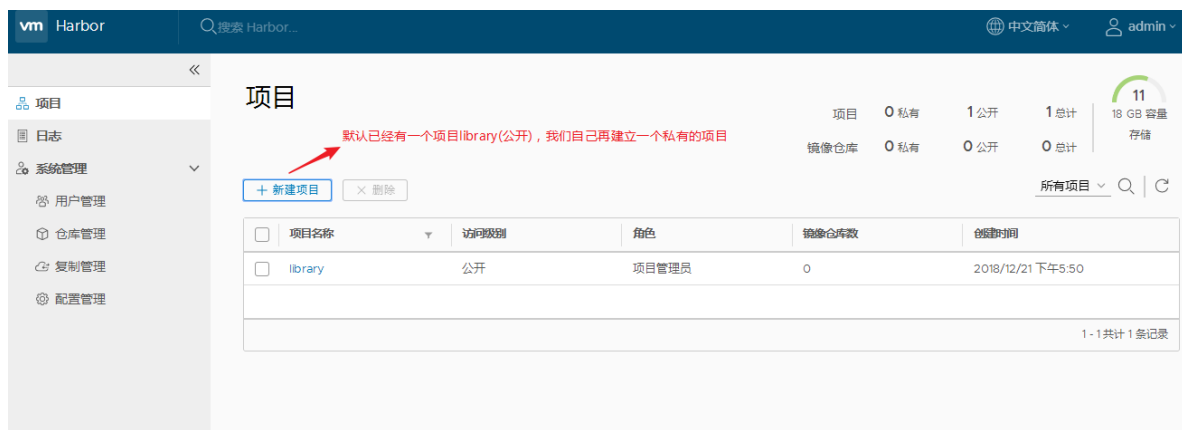 vm Harbor 搜索 Harbor... 中文简体 admin
项目
日志
系统管理
用户管理
仓库管理
复制管理
配置管理
项目
默认已经有一个项目library(公开)，我们自己再建立一个私有的项目
项目 0 私有 1 公开 1 总计
镜像仓库 0 私有 0 公开 0 总计
11
18 GB 容量
存储
+ 新建项目 × 删除 所有项目
项目名称 访问级别 角色 镜像仓库数 创建时间
library 公开 项目管理员 0 2018/12/21 下午5:50
1 - 1 共计 1 条记录